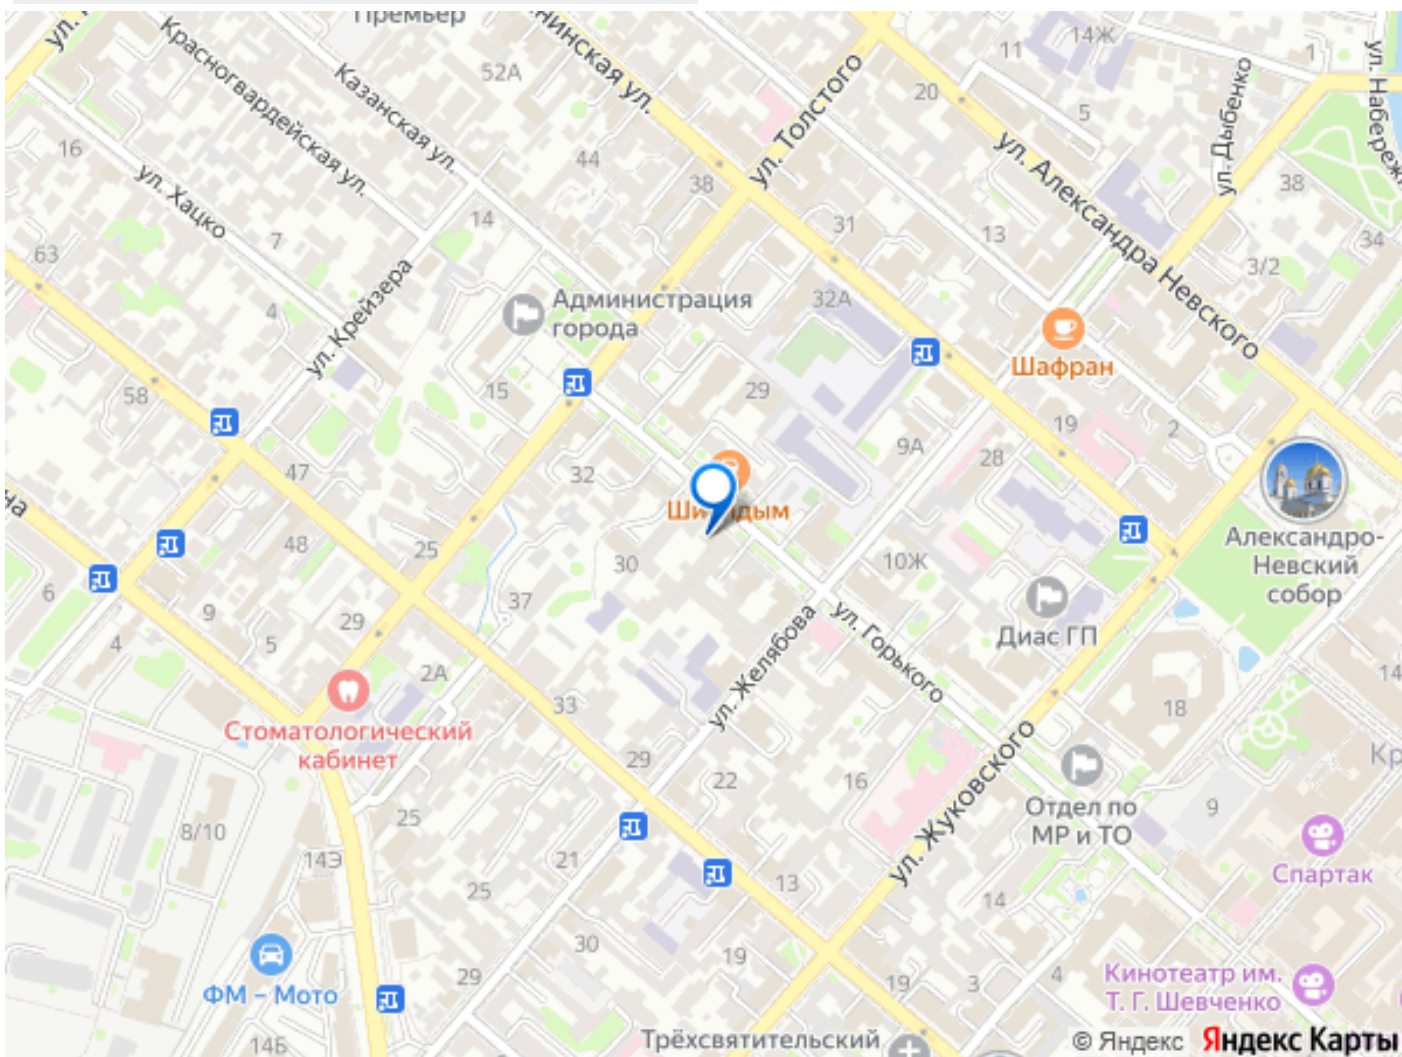 Премьер
Красногвардейская ул.
Казанская ул.
52А
нинская ул.
ул. Толстого
11
14Ж
1
20
5
ул. Дыбенко
ул. Набереж
16
ул. Хацко
44
38
ул. Александра Невского
38
7
14
31
13
34
63
3/2
4
ул. Крейзера
Администрация
города
32А
Шафран
58
15
29
19
2
9А
28
47
32
на
48
25
30
10Ж
Александро-
Невский
собор
6
9
37
4
5
29
Диас ГП
ул. Горького
2А
ул. Желябова
14
33
18
Стоматологический
кабинет
29
22
16
ул. Жуковского
Кр
Отдел по
МР и ТО
9
8/10
25
14Э
21
13
Спартак
25
14
30
19
29
19
3
4
Кинотеатр им.
Т. Г. Шевченко
ФМ – Мото
14Б
Трёхсвятительский
© Яндекс Яндекс Карты